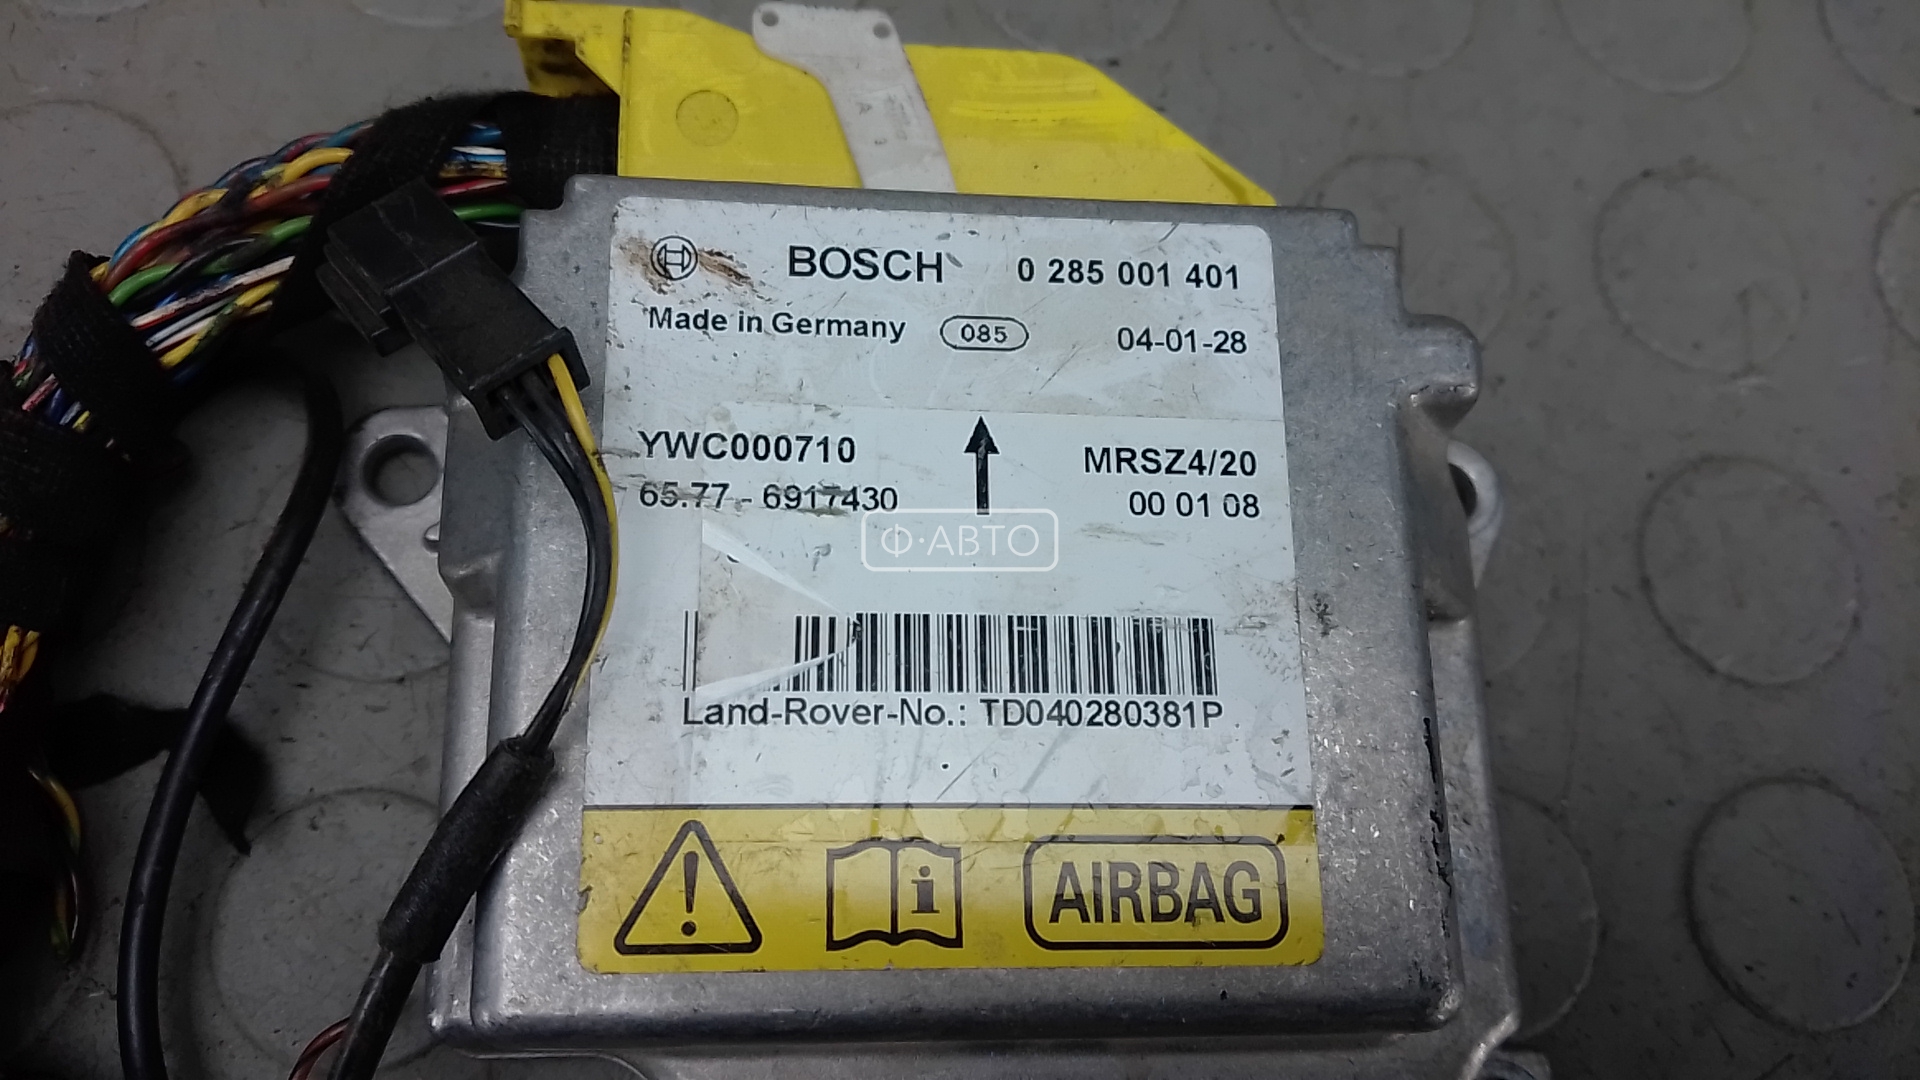 BOSCH 0 285 001 401
Made in Germany 085 04-01-28
YWC000710 MRSZ4/20
65.77 - 6917430 00 01 08
Ф·АВТО
Land-Rover-No.: TD040280381P
AIRBAG